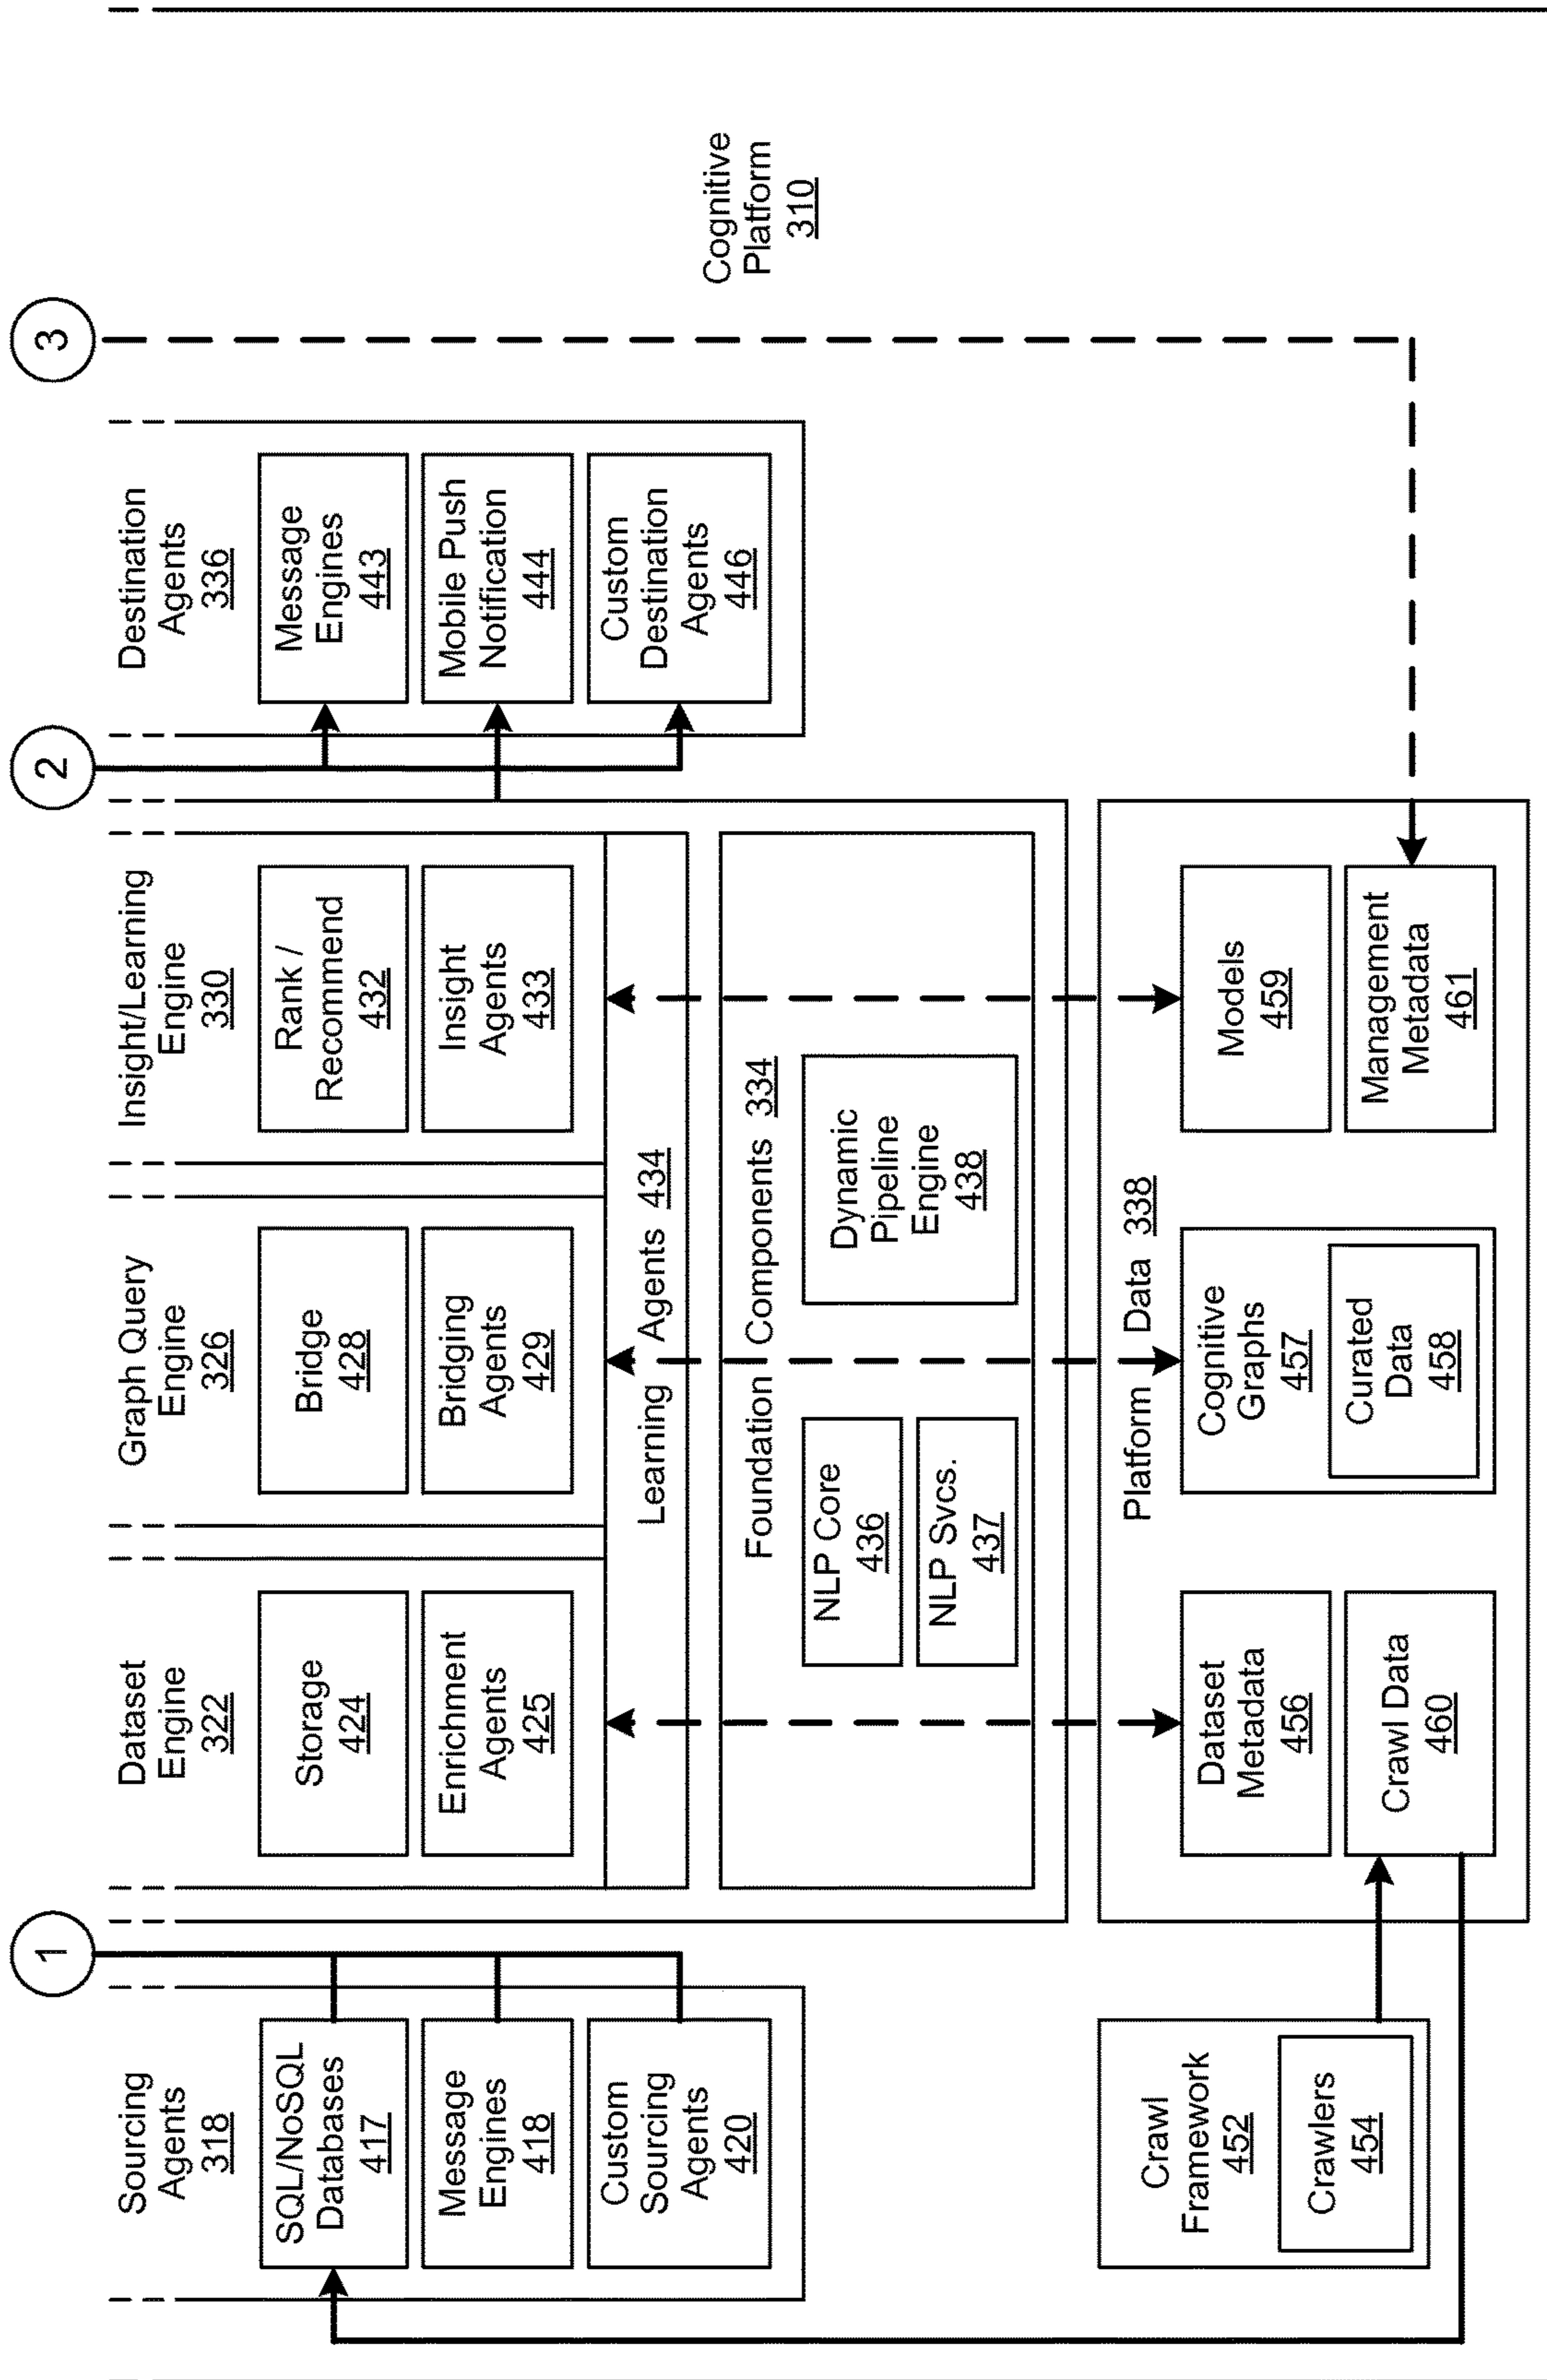 1
2
3
Sourcing
Agents
318
SQL/NoSQL
Databases
417
Message
Engines
418
Custom
Sourcing
Agents
420
Dataset
Engine
322
Storage
424
Enrichment
Agents
425
Graph Query
Engine
326
Bridge
428
Bridging
Agents
429
Insight/Learning
Engine
330
Rank /
Recommend
432
Insight
Agents
433
Learning Agents 434
Foundation Components 334
NLP Core
436
NLP Svcs.
437
Dynamic
Pipeline
Engine
438
Destination
Agents
336
Message
Engines
443
Mobile Push
Notification
444
Custom
Destination
Agents
446
Cognitive
Platform
310
Crawl
Framework
452
Crawlers
454
Platform Data 338
Dataset
Metadata
456
Crawl Data
460
Cognitive
Graphs
457
Curated
Data
458
Models
459
Management
Metadata
461